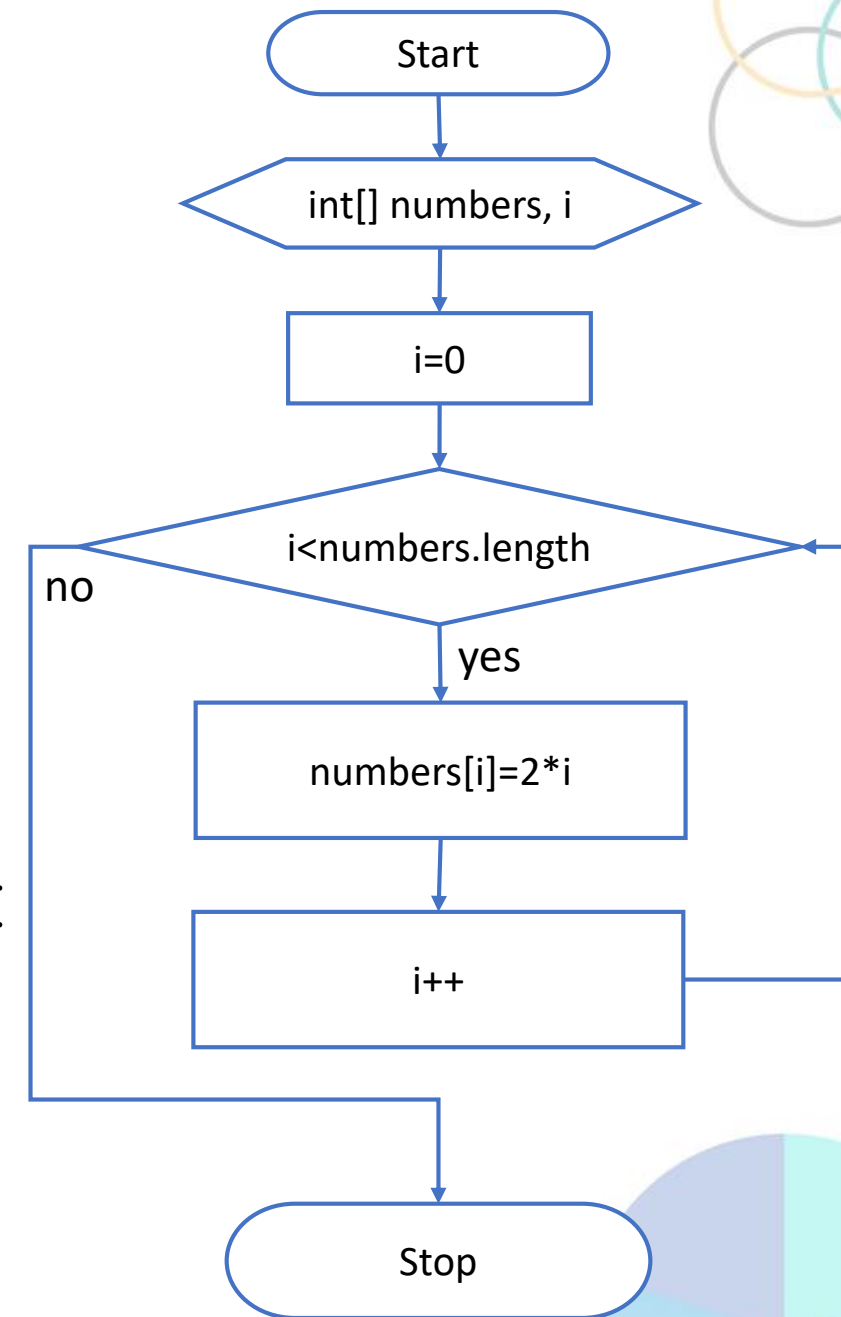 Start
int[] numbers, i
i=0
i<numbers.length
no
yes
numbers[i]=2*i
i++
Stop